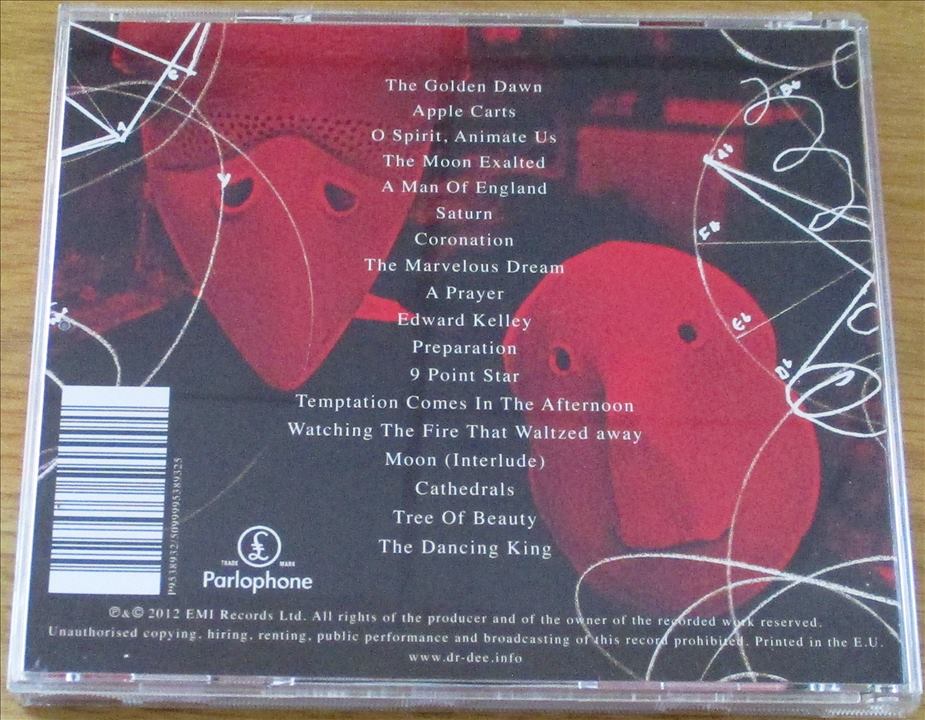 The Golden Dawn
Apple Carts
O Spirit, Animate Us
The Moon Exalted
A Man Of England
Saturn
Coronation
The Marvelous Dream
A Prayer
Edward Kelley
Preparation
9 Point Star
Temptation Comes In The Afternoon
Watching The Fire That Waltzed away
Moon (Interlude)
Cathedrals
Tree Of Beauty
The Dancing King
P9538932/5099995389325
£
TRADE MARK
Parlophone
℗&© 2012 EMI Records Ltd. All rights of the producer and of the owner of the recorded work reserved.
Unauthorised copying, hiring, renting, public performance and broadcasting of this record prohibited. Printed in the E.U.
www.dr-dee.info